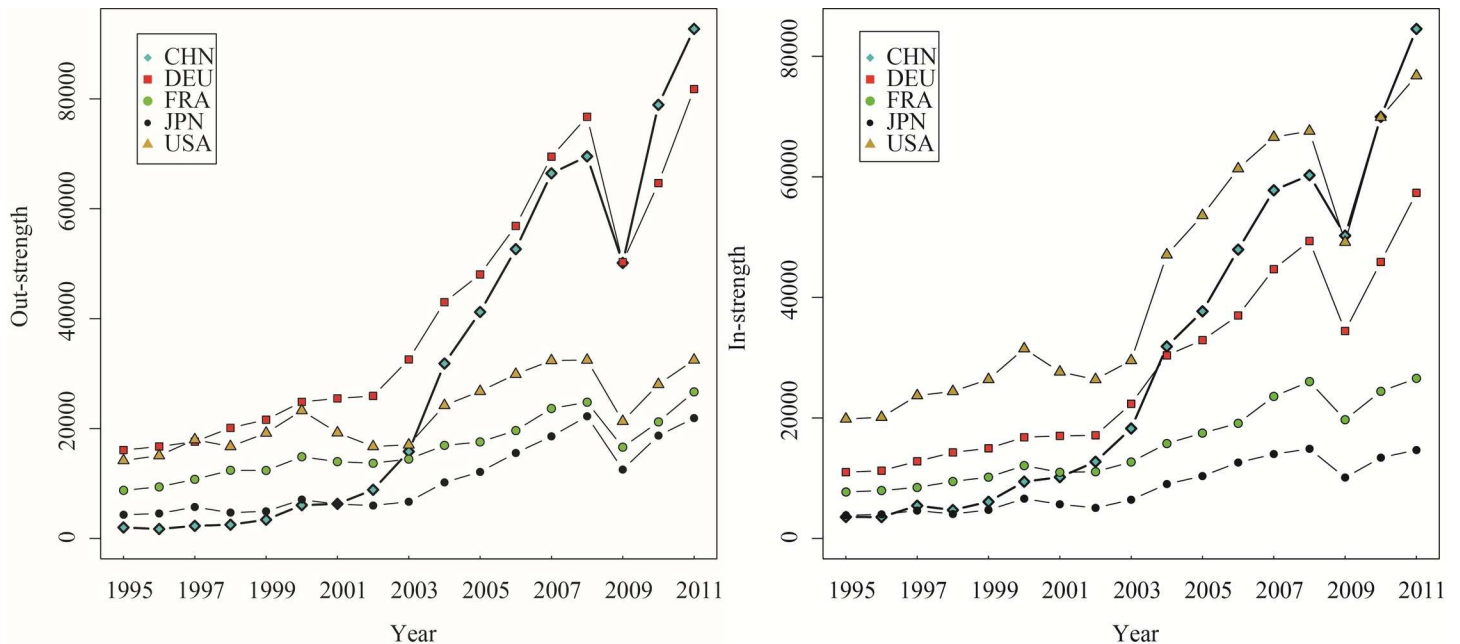 Out-strength
80000
60000
40000
20000
0
CHN
DEU
FRA
JPN
USA
1995 1997 1999 2001 2003 2005 2007 2009 2011
Year
In-strength
80000
60000
40000
20000
0
CHN
DEU
FRA
JPN
USA
1995 1997 1999 2001 2003 2005 2007 2009 2011
Year